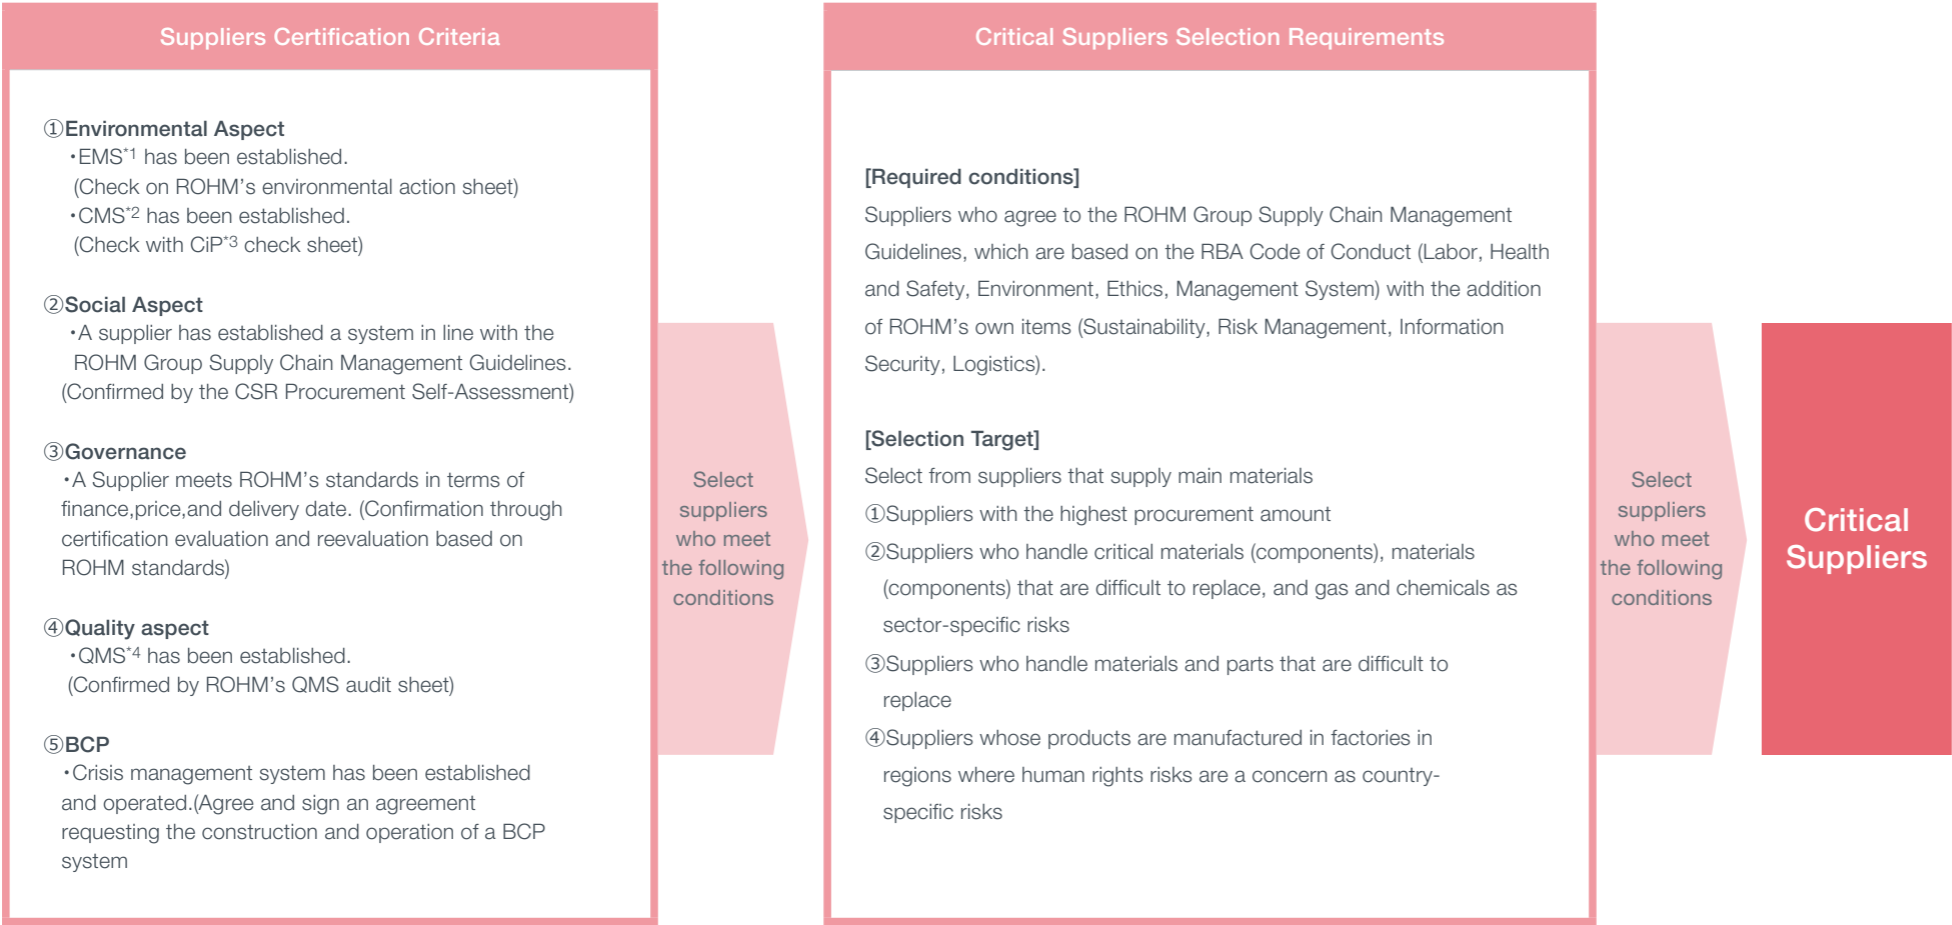 Suppliers Certification Criteria
①Environmental Aspect
・EMS*1 has been established.
(Check on ROHM's environmental action sheet)
・CMS*2 has been established.
(Check with CiP*3 check sheet)
②Social Aspect
・A supplier has established a system in line with the
ROHM Group Supply Chain Management Guidelines.
(Confirmed by the CSR Procurement Self-Assessment)
③Governance
・A Supplier meets ROHM's standards in terms of
finance,price,and delivery date. (Confirmation through
certification evaluation and reevaluation based on
ROHM standards)
④Quality aspect
・QMS*4 has been established.
(Confirmed by ROHM's QMS audit sheet)
⑤BCP
・Crisis management system has been established
and operated.(Agree and sign an agreement
requesting the construction and operation of a BCP
system
Select
suppliers
who meet
the following
conditions
Critical Suppliers Selection Requirements
[Required conditions]
Suppliers who agree to the ROHM Group Supply Chain Management
Guidelines, which are based on the RBA Code of Conduct (Labor, Health
and Safety, Environment, Ethics, Management System) with the addition
of ROHM's own items (Sustainability, Risk Management, Information
Security, Logistics).
[Selection Target]
Select from suppliers that supply main materials
①Suppliers with the highest procurement amount
②Suppliers who handle critical materials (components), materials
(components) that are difficult to replace, and gas and chemicals as
sector-specific risks
③Suppliers who handle materials and parts that are difficult to
replace
④Suppliers whose products are manufactured in factories in
regions where human rights risks are a concern as country-
specific risks
Select
suppliers
who meet
the following
conditions
Critical
Suppliers